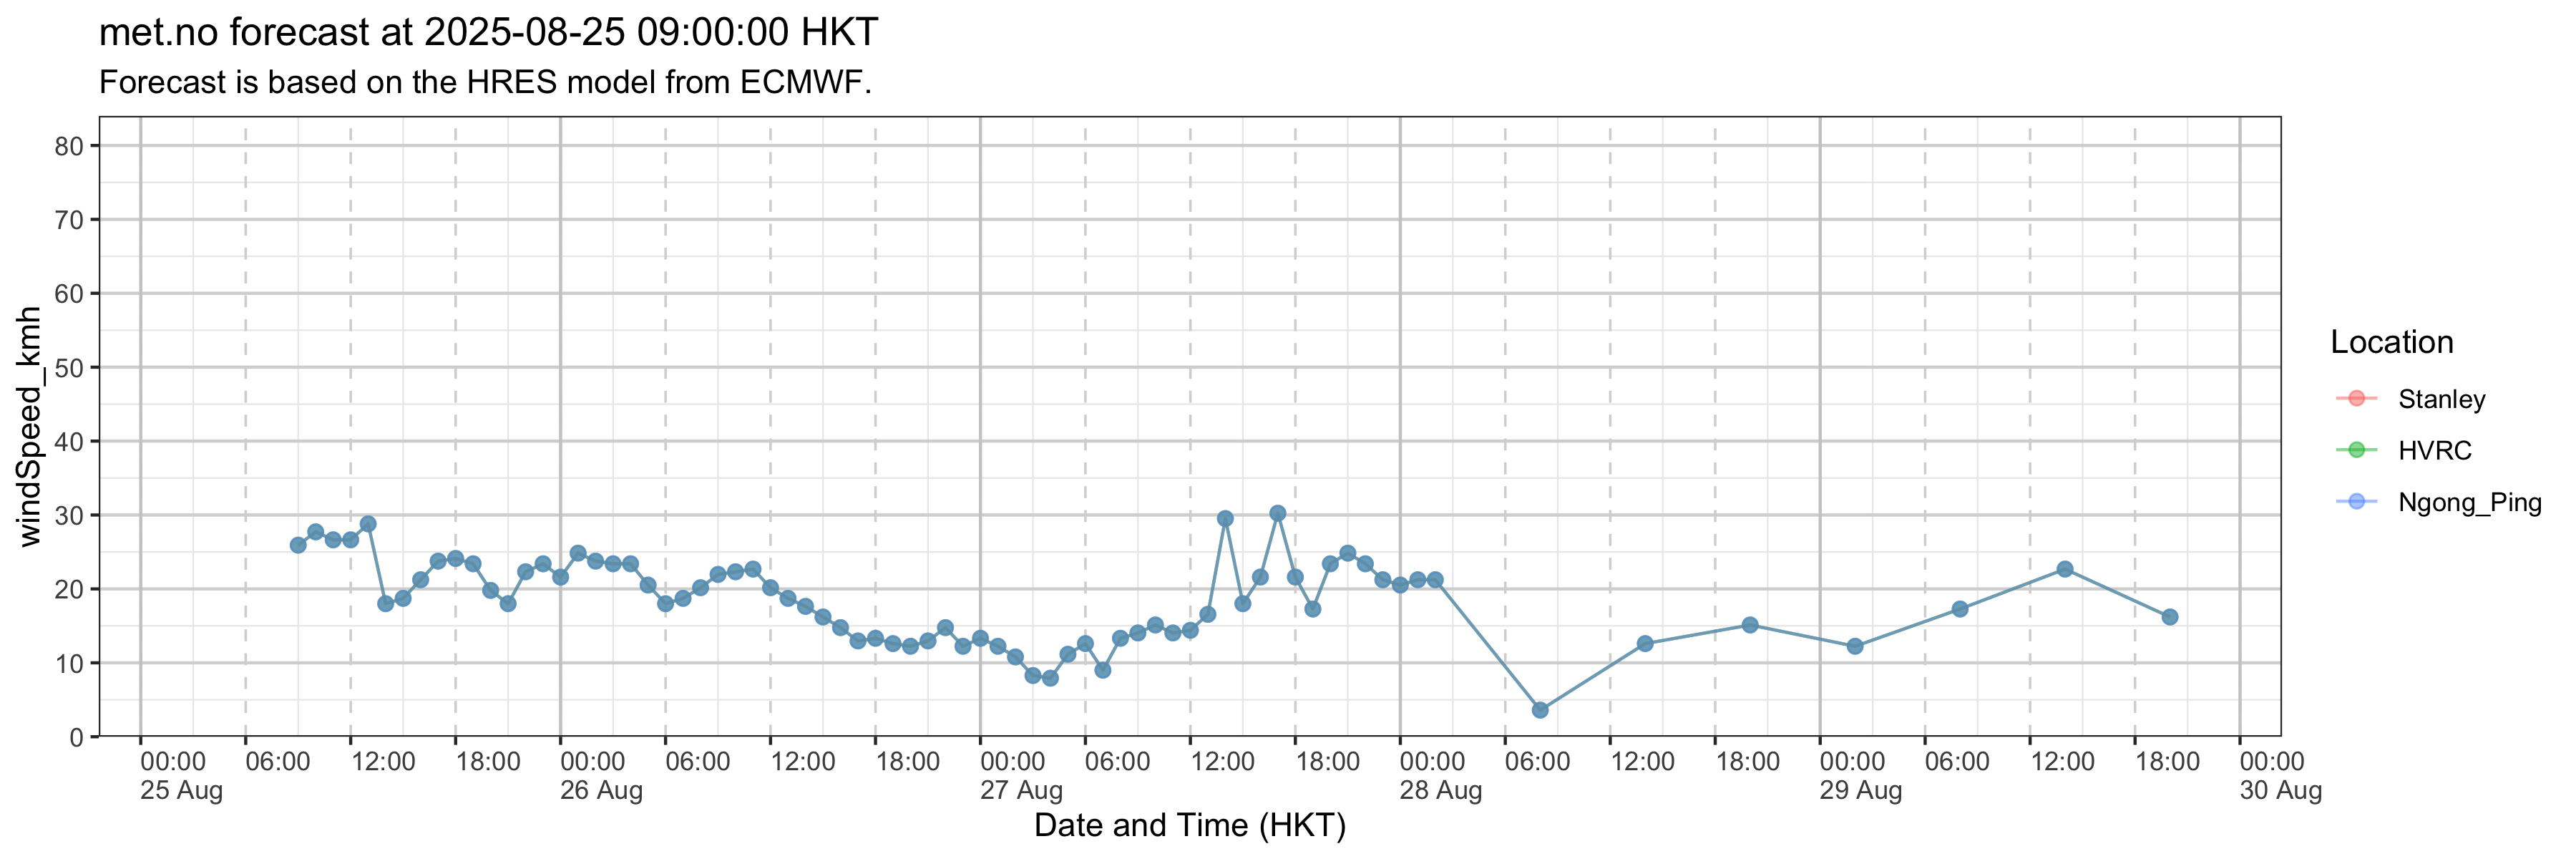 met.no forecast at 2025-08-25 09:00:00 HKT
Forecast is based on the HRES model from ECMWF.
windSpeed_kmh
80
70
60
50
40
30
20
10
0
00:00 06:00 12:00 18:00 00:00 06:00 12:00 18:00 00:00 06:00 12:00 18:00 00:00 06:00 12:00 18:00 00:00 06:00 12:00 18:00 00:00
25 Aug 26 Aug 27 Aug 28 Aug 29 Aug 30 Aug
Date and Time (HKT)
Location
Stanley
HVRC
Ngong_Ping